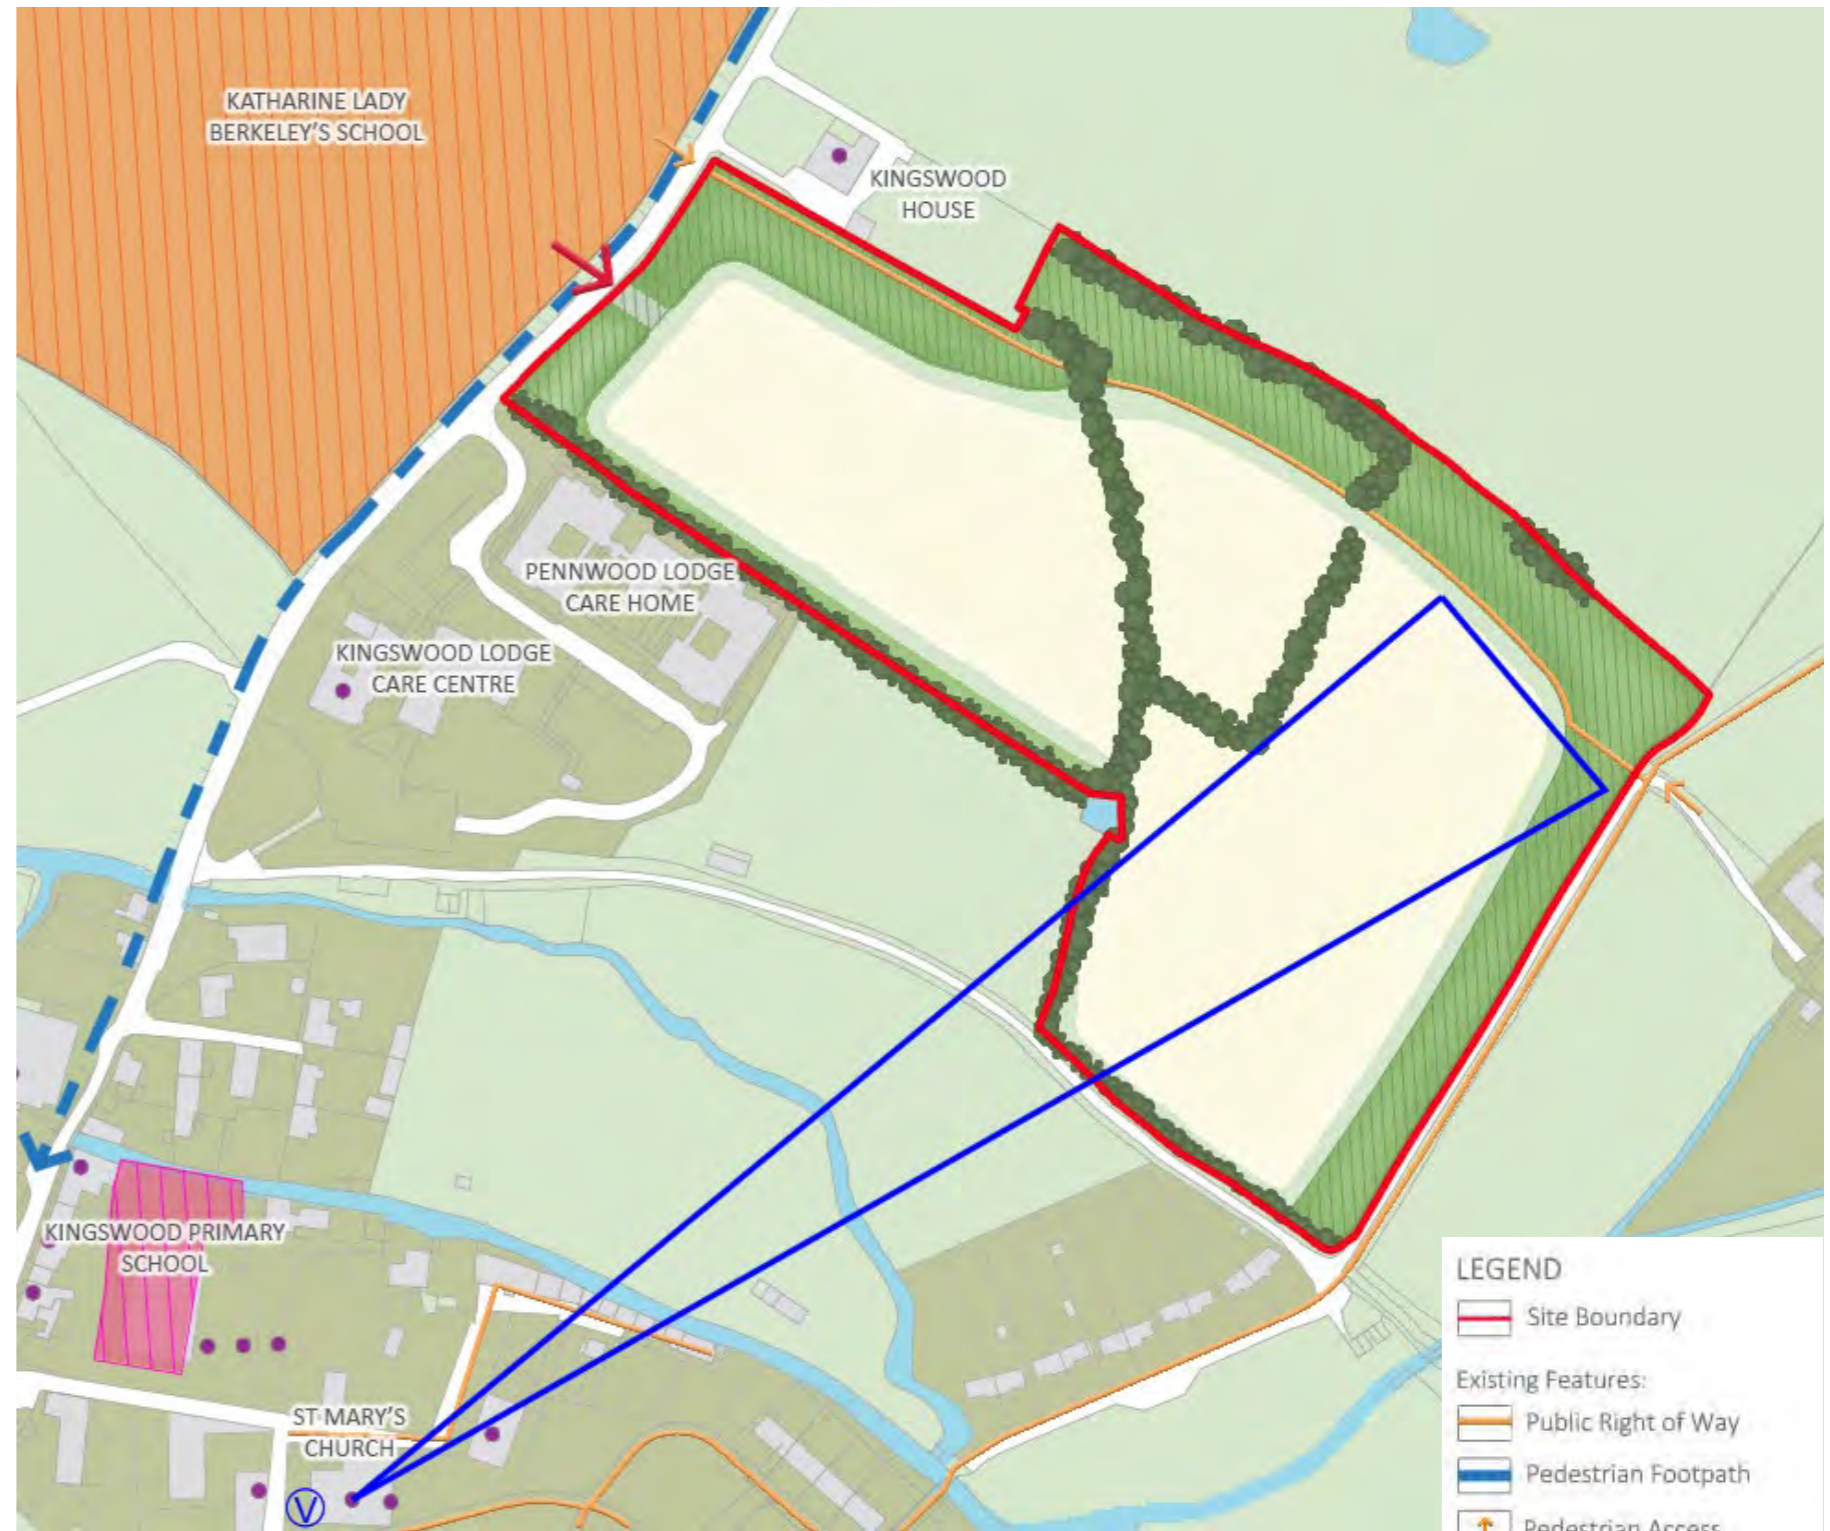 KATHARINE LADY
BERKELEY'S SCHOOL
KINGSWOOD
HOUSE
PENNWOOD LODGE
CARE HOME
KINGSWOOD LODGE
CARE CENTRE
KINGSWOOD PRIMARY
SCHOOL
ST MARY'S
CHURCH
V
LEGEND
Site Boundary
Existing Features:
Public Right of Way
Pedestrian Footpath
Pedestrian Access